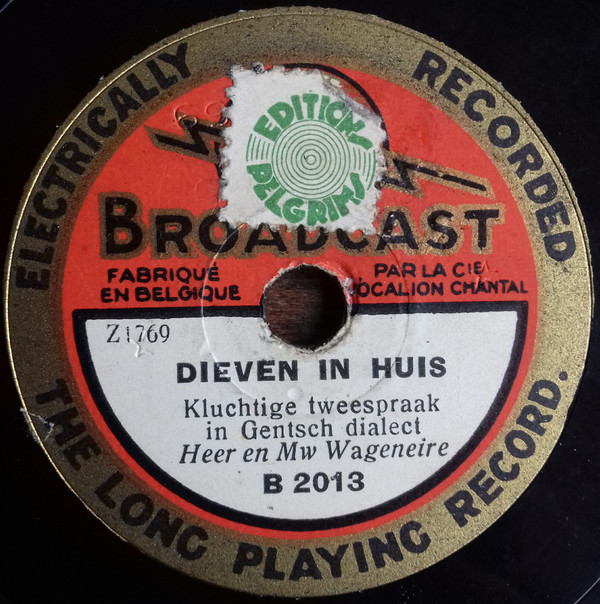 ELECTRICALLY RECORDED
EDITIONS
PELGRIMS
BROADCAST
FABRIQUÉ
EN BELGIQUE
PAR LA CIE
VOCALION CHANTAL
Z1769
DIEVEN IN HUIS
Kluchtige tweespraak
in Gentsch dialect
Heer en Mw Wageneire
B 2013
THE LONG PLAYING RECORD.